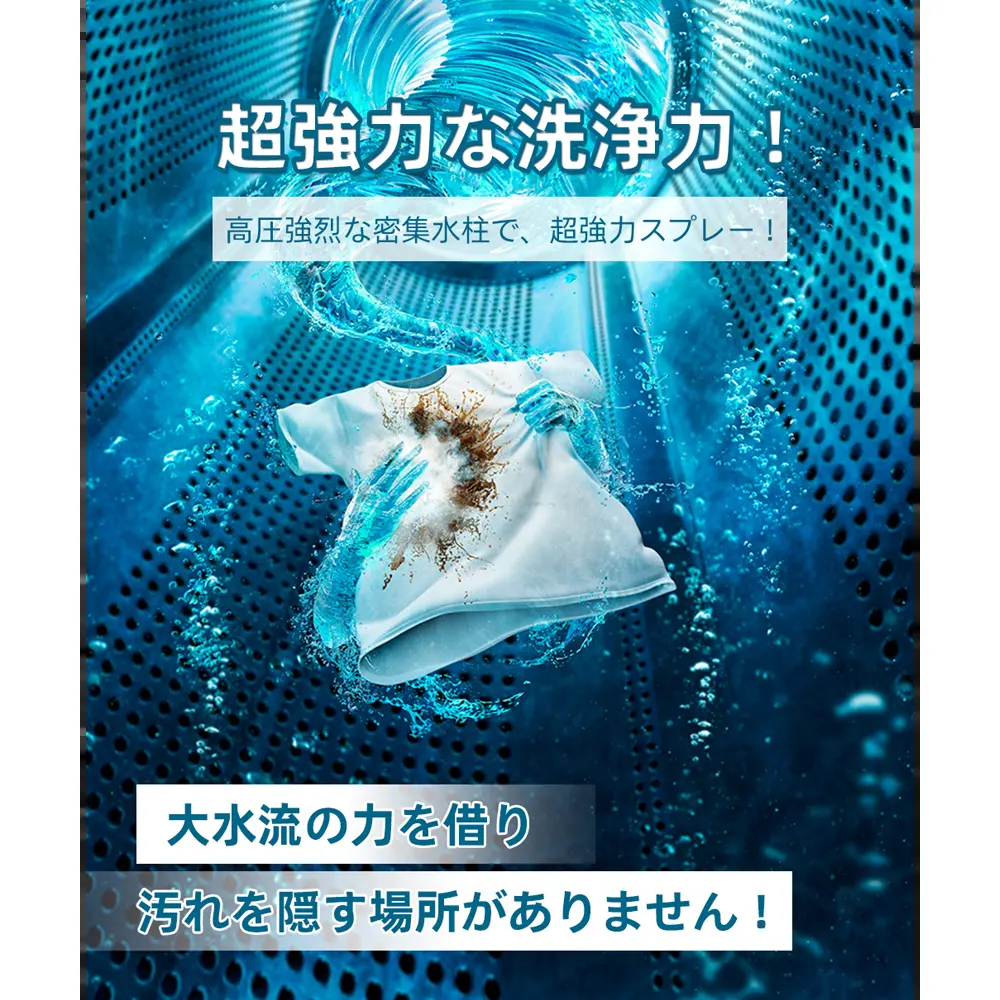 超強力な洗浄力！
高圧強烈な密集水柱で、超強力スプレー！
大水流の力を借り
汚れを隠す場所がありません！